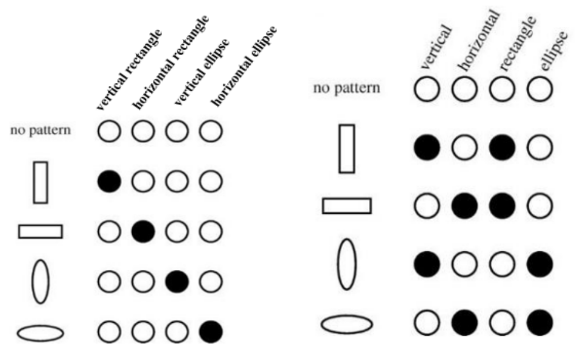 vertical rectangle
horizontal rectangle
vertical ellipse
horizontal ellipse
no pattern
vertical
horizontal
rectangle
ellipse
no pattern